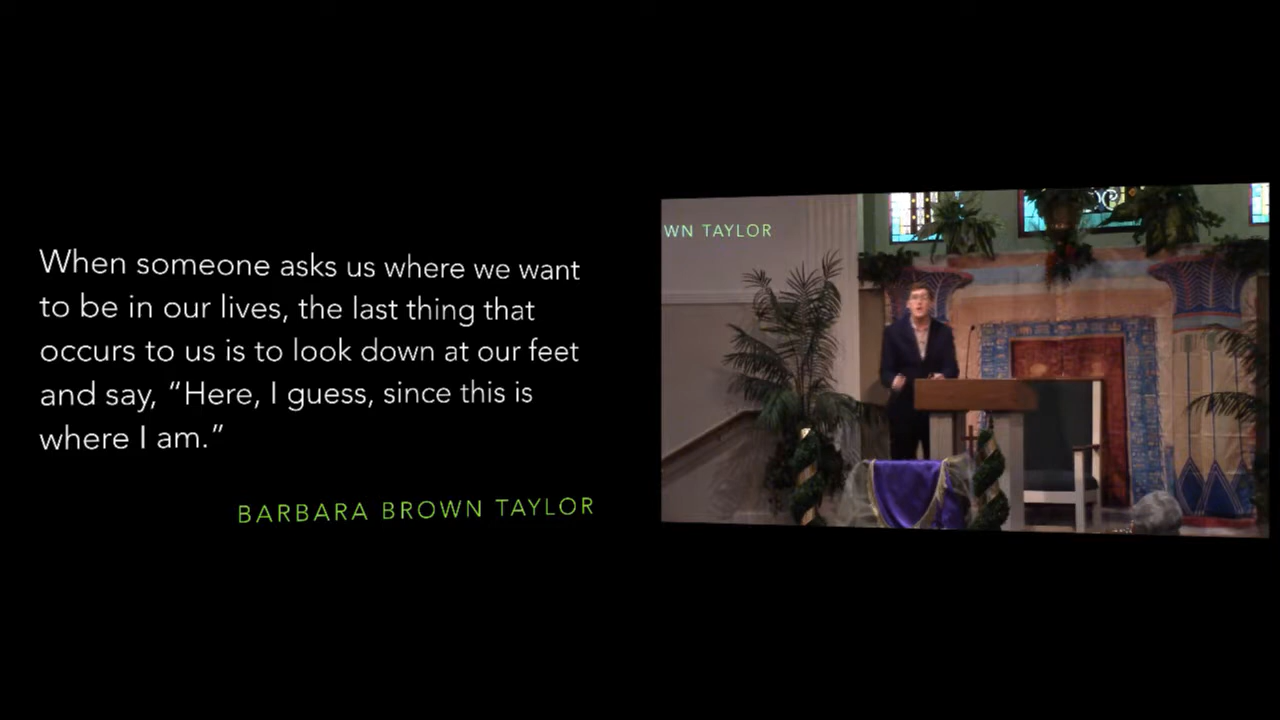 When someone asks us where we want
to be in our lives, the last thing that
occurs to us is to look down at our feet
and say, “Here, I guess, since this is
where I am.”
BARBARA BROWN TAYLOR
WN TAYLOR